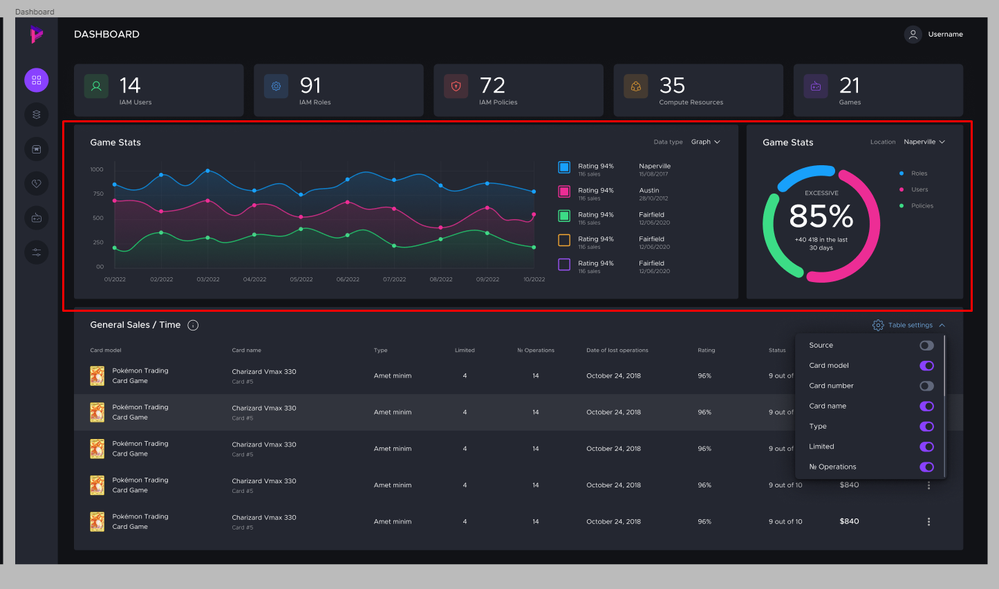 Dashboard
DASHBOARD
Username
14
IAM Users
91
IAM Roles
72
IAM Policies
35
Compute Resources
21
Games
Game Stats
Data type Graph
1000
750
500
250
00
01/2022 02/2022 03/2022 04/2022 05/2022 06/2022 07/2022 08/2022 09/2022 10/2022
Rating 94% Naperville
116 sales 15/08/2017
Rating 94% Austin
116 sales 28/10/2012
Rating 94% Fairfield
116 sales 12/06/2020
Rating 94% Fairfield
116 sales 12/06/2020
Rating 94% Fairfield
116 sales 12/06/2020
Game Stats
Location Naperville
EXCESSIVE
85%
+40 418 in the last
30 days
Roles
Users
Policies
General Sales / Time
Table settings
Card model Card name Type Limited № Operations Date of lost operations Rating Status
Pokémon Trading
Card Game
Charizard Vmax 330
Card #5
Amet minim 4 14 October 24, 2018 96% 9 out of
Pokémon Trading
Card Game
Charizard Vmax 330
Card #5
Amet minim 4 14 October 24, 2018 96% 9 out of
Pokémon Trading
Card Game
Charizard Vmax 330
Card #5
Amet minim 4 14 October 24, 2018 96% 9 out of
Pokémon Trading
Card Game
Charizard Vmax 330
Card #5
Amet minim 4 14 October 24, 2018 96% 9 out of 10 $840
Pokémon Trading
Card Game
Charizard Vmax 330
Card #5
Amet minim 4 14 October 24, 2018 96% 9 out of 10 $840
Source
Card model
Card number
Card name
Type
Limited
№ Operations